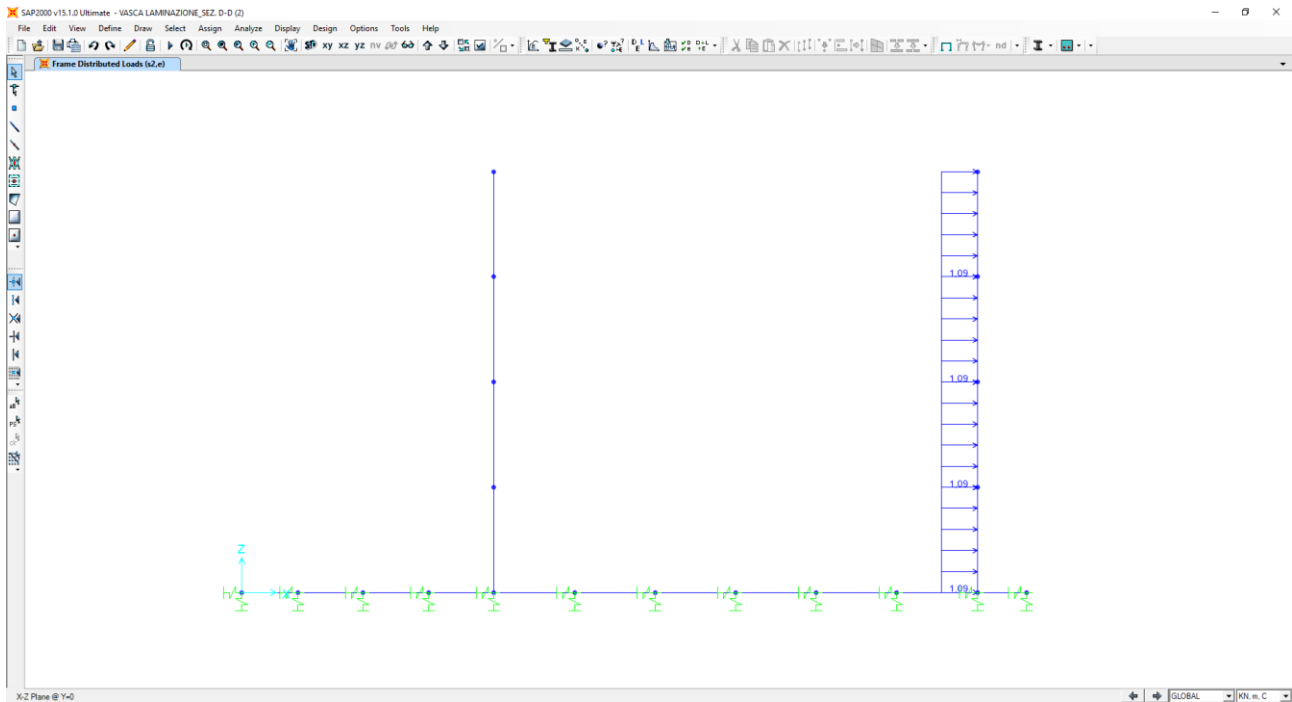 SAP2000 v15.1.0 Ultimate - VASCA LAMINAZIONE_SEZ. D-D (2)
File Edit View Define Draw Select Assign Analyze Display Design Options Tools Help
xy xz yz nv nd
Frame Distributed Loads (s2,e)
1.09
1.09
1.09
Z
X
1.09
X-Z Plane @ Y=0 GLOBAL KN, m, C